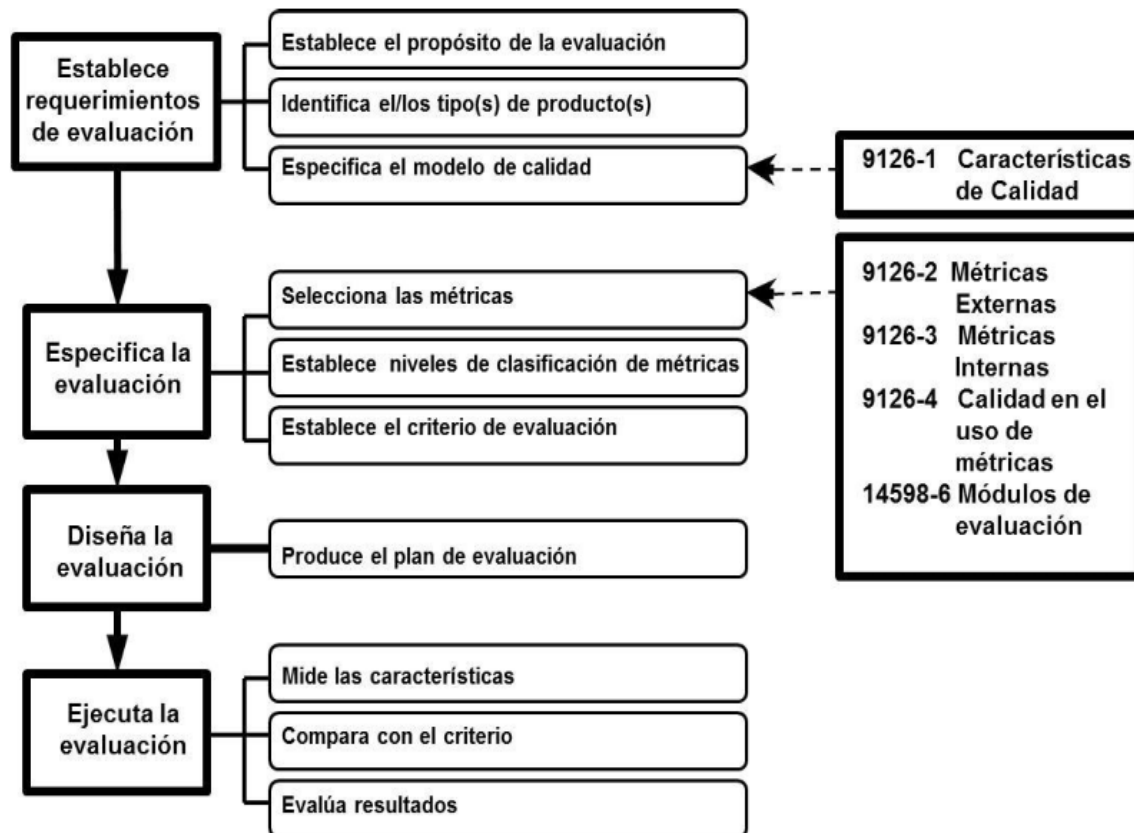 Establece
requerimientos
de evaluación
Establece el propósito de la evaluación
Identifica el/los tipo(s) de producto(s)
Especifica el modelo de calidad
9126-1 Características
de Calidad
Especifica la
evaluación
Selecciona las métricas
Establece niveles de clasificación de métricas
Establece el criterio de evaluación
9126-2 Métricas
Externas
9126-3 Métricas
Internas
9126-4 Calidad en el
uso de
métricas
14598-6 Módulos de
evaluación
Diseña la
evaluación
Produce el plan de evaluación
Ejecuta la
evaluación
Mide las características
Compara con el criterio
Evalúa resultados